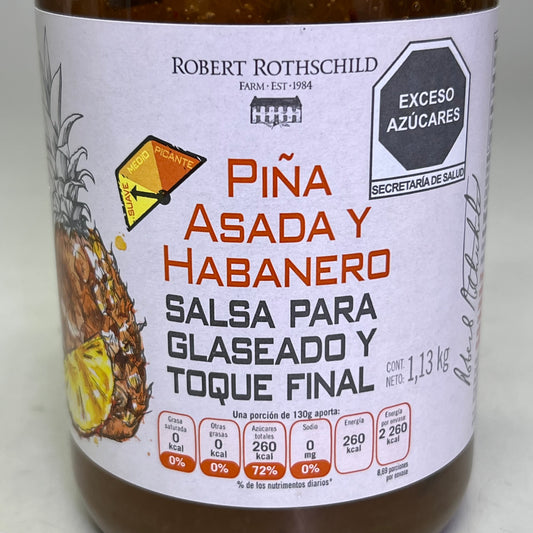 ROBERT ROTHSCHILD
FARM · EST · 1984
EXCESO
AZÚCARES
SECRETARÍA DE SALUD
SUAVE MEDIO PICANTE
PIÑA
ASADA Y
HABANERO
SALSA PARA
GLASEADO Y
TOQUE FINAL
CONT.
NETO: 1,13 kg
Robert Rothschild
Una porción de 130g aporta:
Grasa saturada 0 kcal 0%
Otras grasas 0 kcal 0%
Azúcares totales 260 kcal 72%
Sodio 0 mg 0%
Energía 260 kcal
Energía por envase 2 260 kcal
% de los nutrimentos diarios*
8,69 porciones
por envase